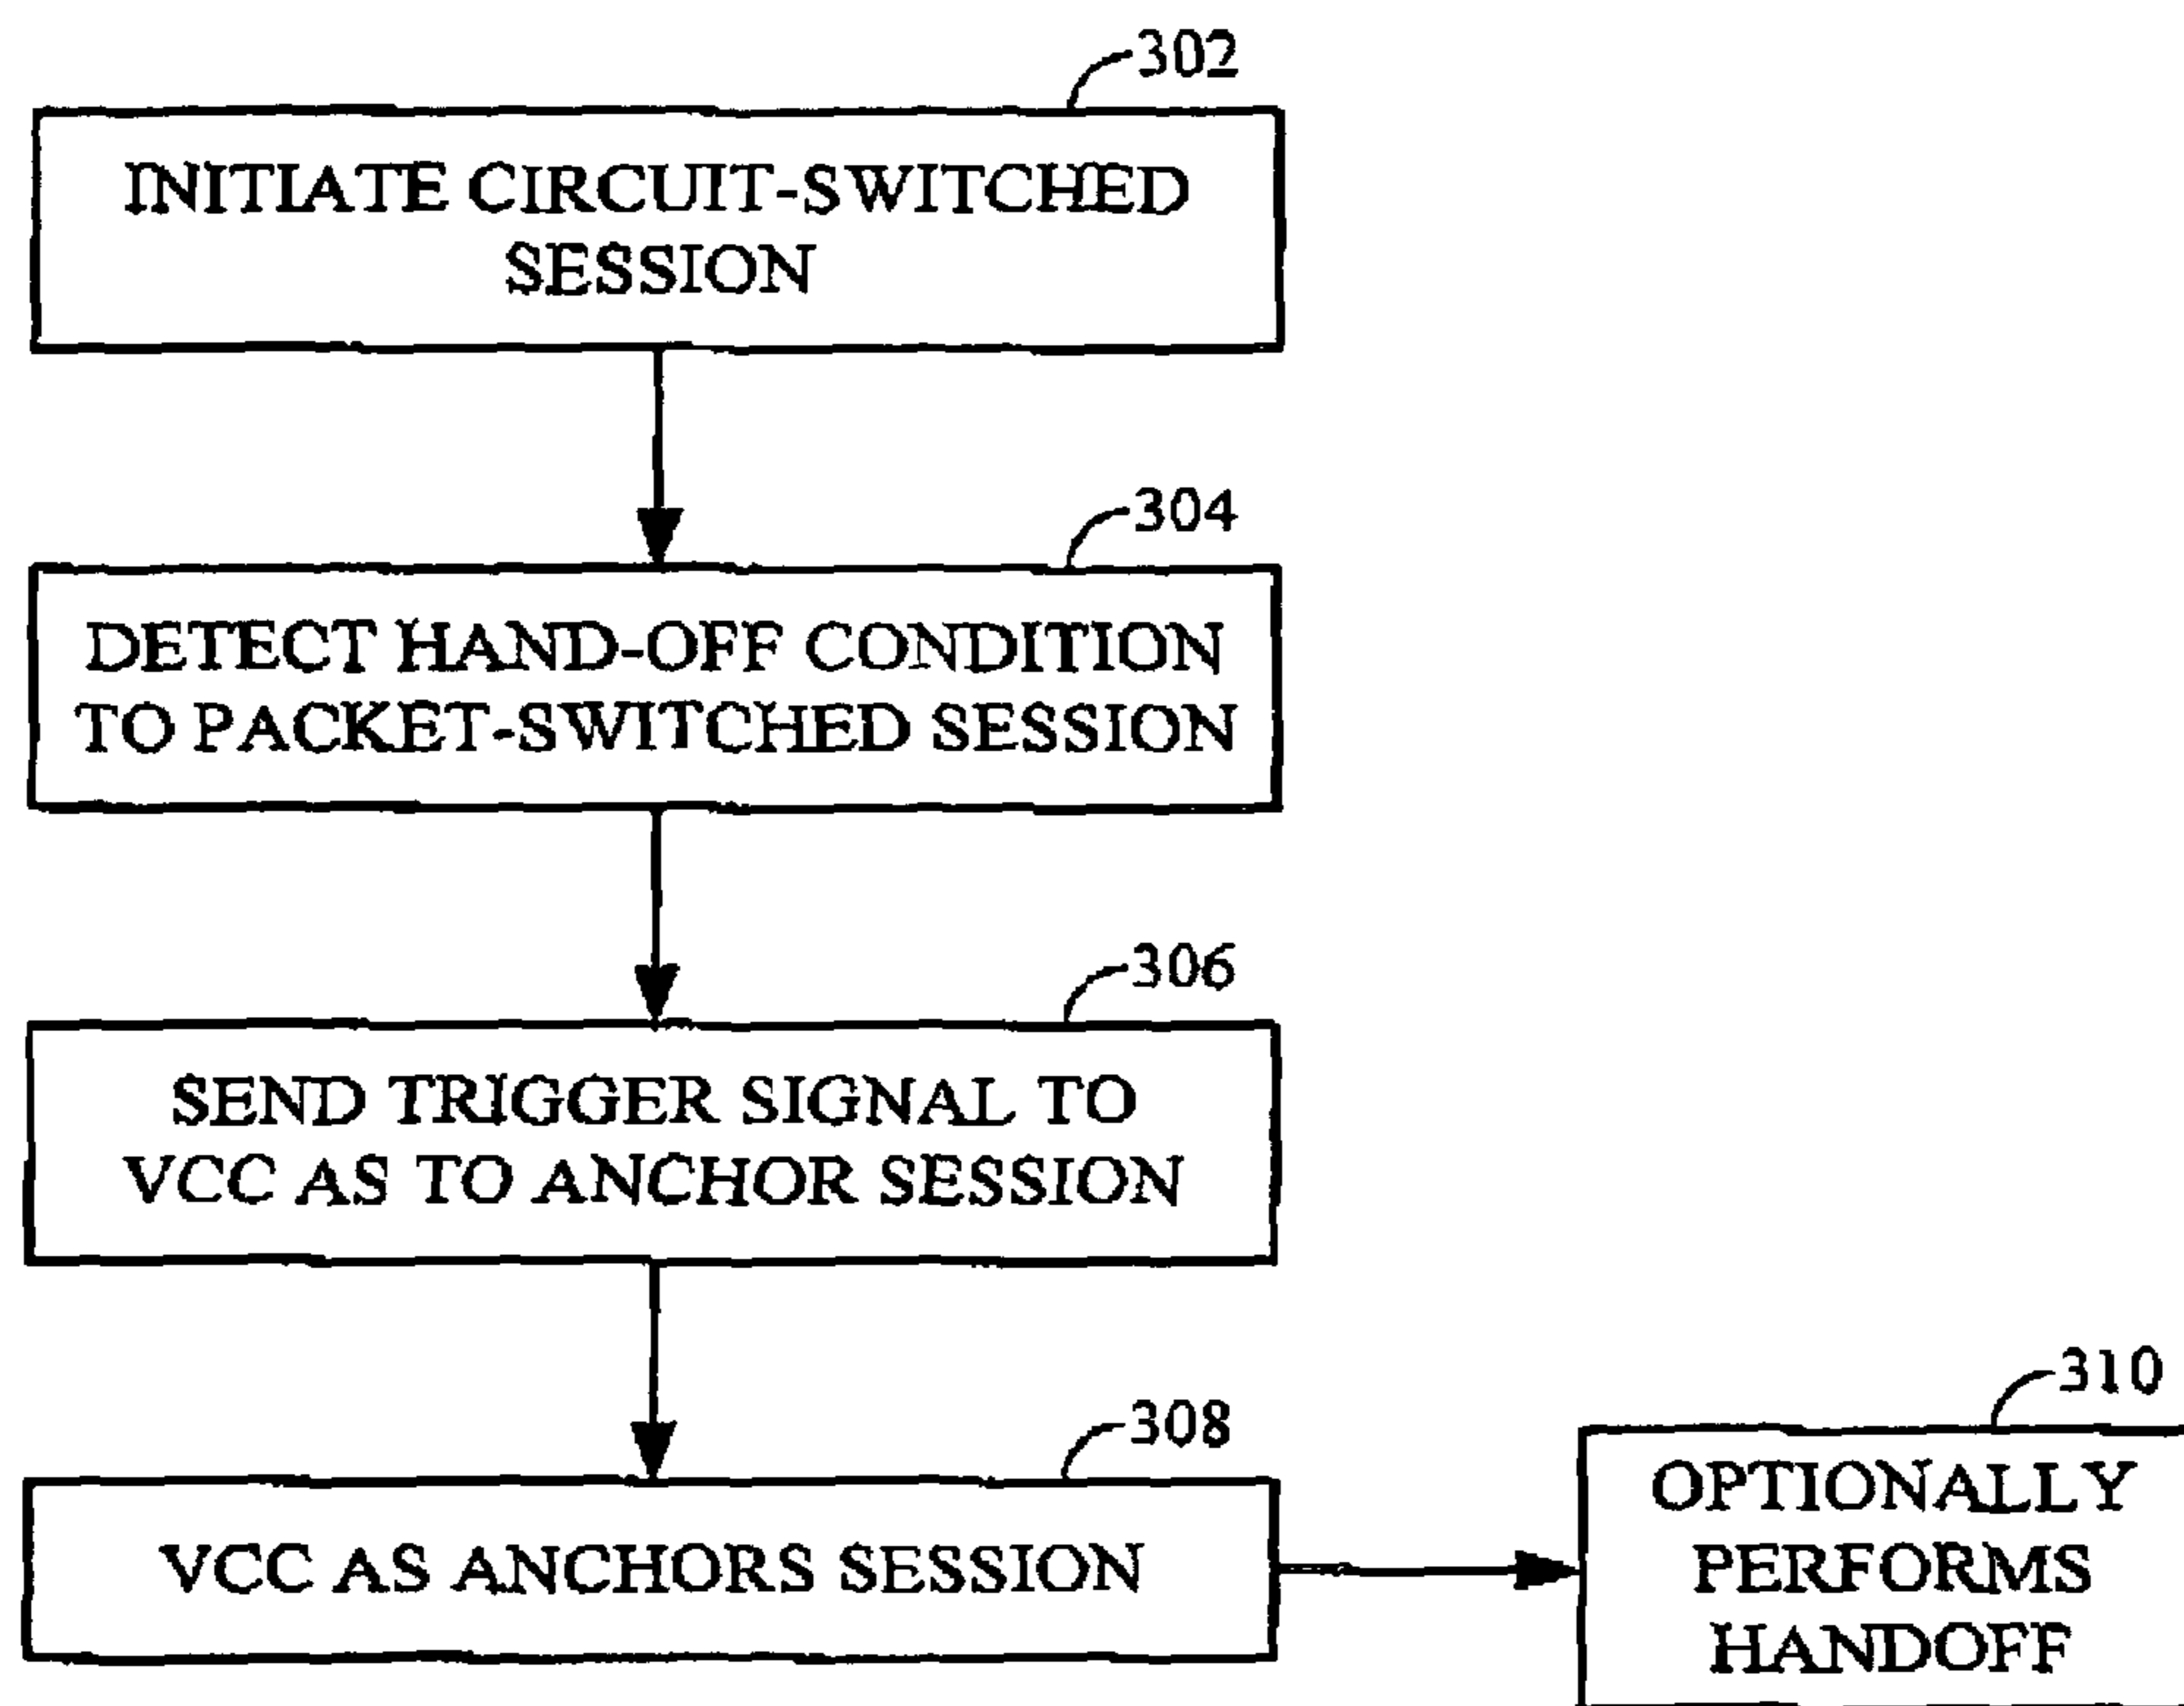 302
INITIATE CIRCUIT-SWITCHED
SESSION
304
DETECT HAND-OFF CONDITION
TO PACKET-SWITCHED SESSION
306
SEND TRIGGER SIGNAL TO
VCC AS TO ANCHOR SESSION
308
VCC AS ANCHORS SESSION
310
OPTIONALLY
PERFORMS
HANDOFF